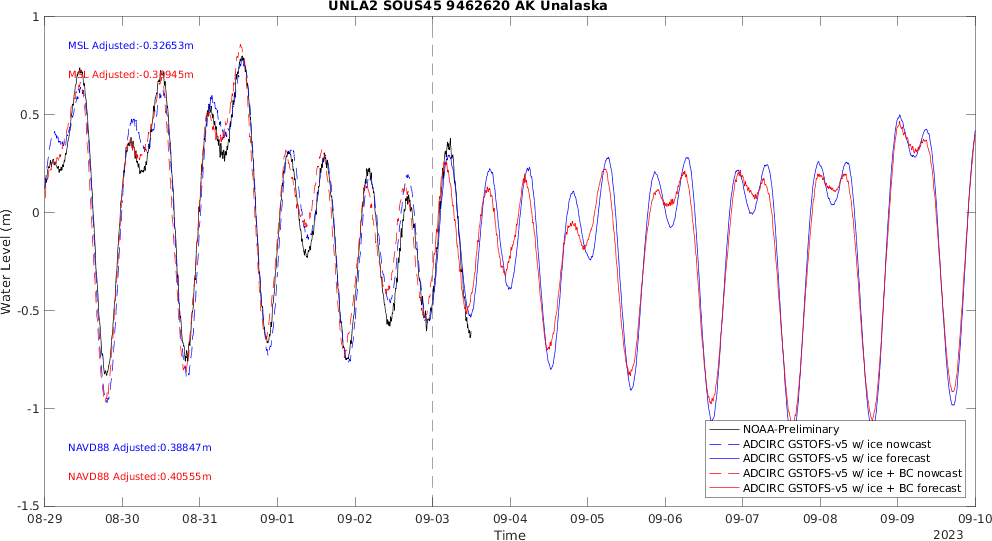 UNLA2 SOUS45 9462620 AK Unalaska
MSL Adjusted:-0.32653m
MSL Adjusted:-0.30945m
NAVD88 Adjusted:0.38847m
NAVD88 Adjusted:0.40555m
Water Level (m)
1
0.5
0
-0.5
-1
-1.5
NOAA-Preliminary
ADCIRC GSTOFS-v5 w/ ice nowcast
ADCIRC GSTOFS-v5 w/ ice forecast
ADCIRC GSTOFS-v5 w/ ice + BC nowcast
ADCIRC GSTOFS-v5 w/ ice + BC forecast
08-29 08-30 08-31 09-01 09-02 09-03 09-04 09-05 09-06 09-07 09-08 09-09 09-10
Time
2023